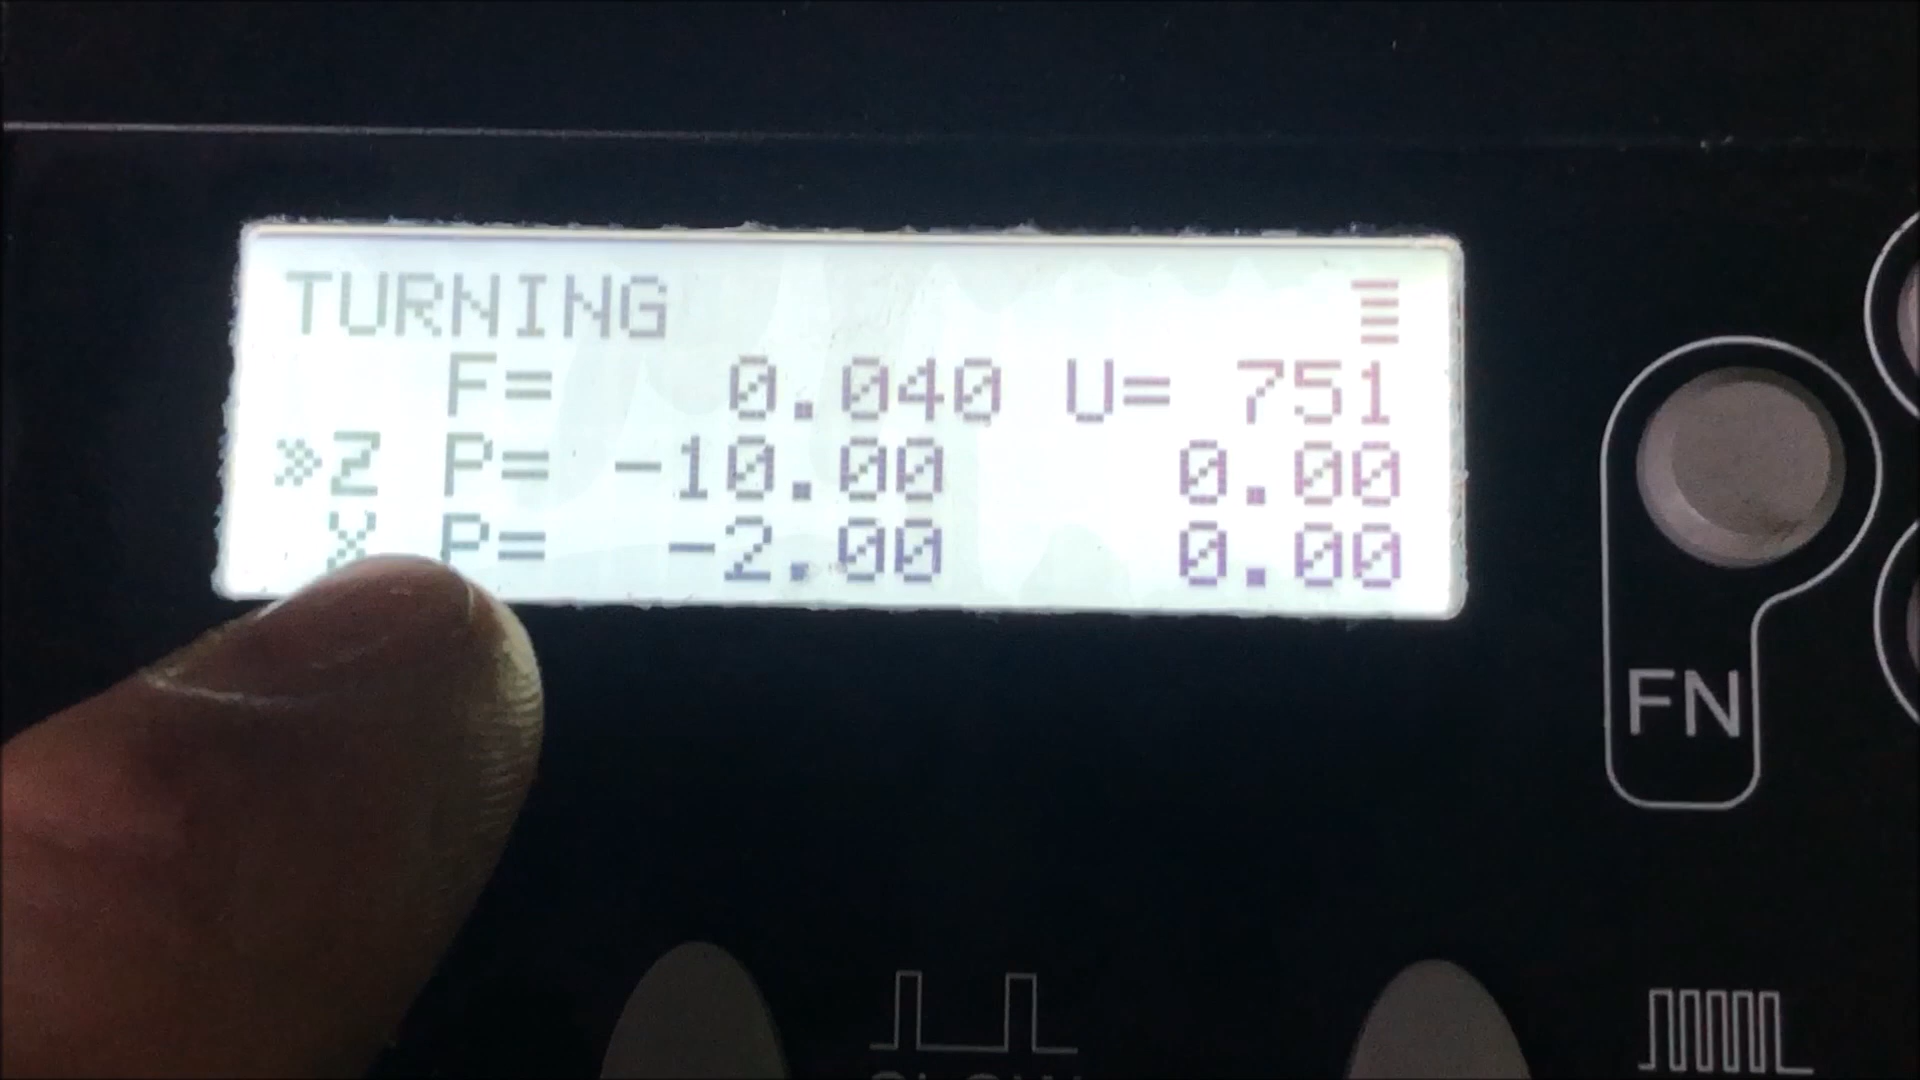 TURNING
F= 0.040 U= 751
»Z P= -10.00 0.00
X P= -2.00 0.00
FN